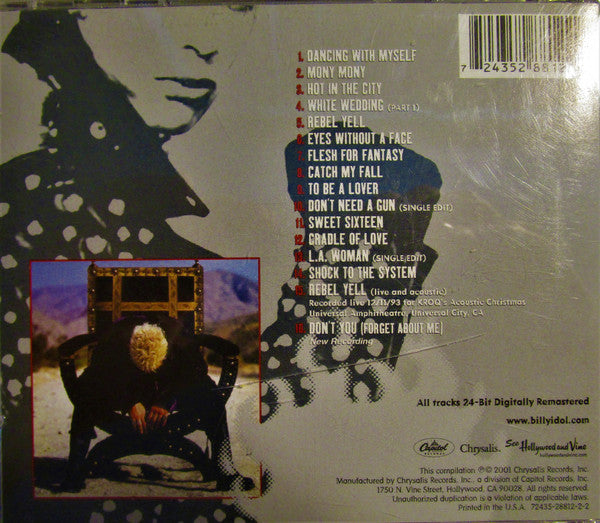 1. DANCING WITH MYSELF
2. MONY MONY
3. HOT IN THE CITY
4. WHITE WEDDING (PART 1)
5. REBEL YELL
6. EYES WITHOUT A FACE
7. FLESH FOR FANTASY
8. CATCH MY FALL
9. TO BE A LOVER
10. DON'T NEED A GUN (SINGLE EDIT)
11. SWEET SIXTEEN
12. CRADLE OF LOVE
13. L.A. WOMAN (SINGLE EDIT)
14. SHOCK TO THE SYSTEM
15. REBEL YELL (live and acoustic)
Recorded live 12/11/93 for KROQ's Acoustic Christmas
Universal Amphitheatre, Universal City, CA
16. DON'T YOU (FORGET ABOUT ME)
New Recording
7 24352 8812
All tracks 24-Bit Digitally Remastered
www.billyidol.com
Capitol
Chrysalis.
See Hollywood and Vine
hollywoodandvine.com
This compilation ℗ © 2001 Chrysalis Records, Inc.
Manufactured by Chrysalis Records, Inc., a division of Capitol Records, Inc.
1750 N. Vine Street, Hollywood, CA 90028. All rights reserved.
Unauthorized duplication is a violation of applicable laws.
Printed in the U.S.A. 72435-28812-2-2